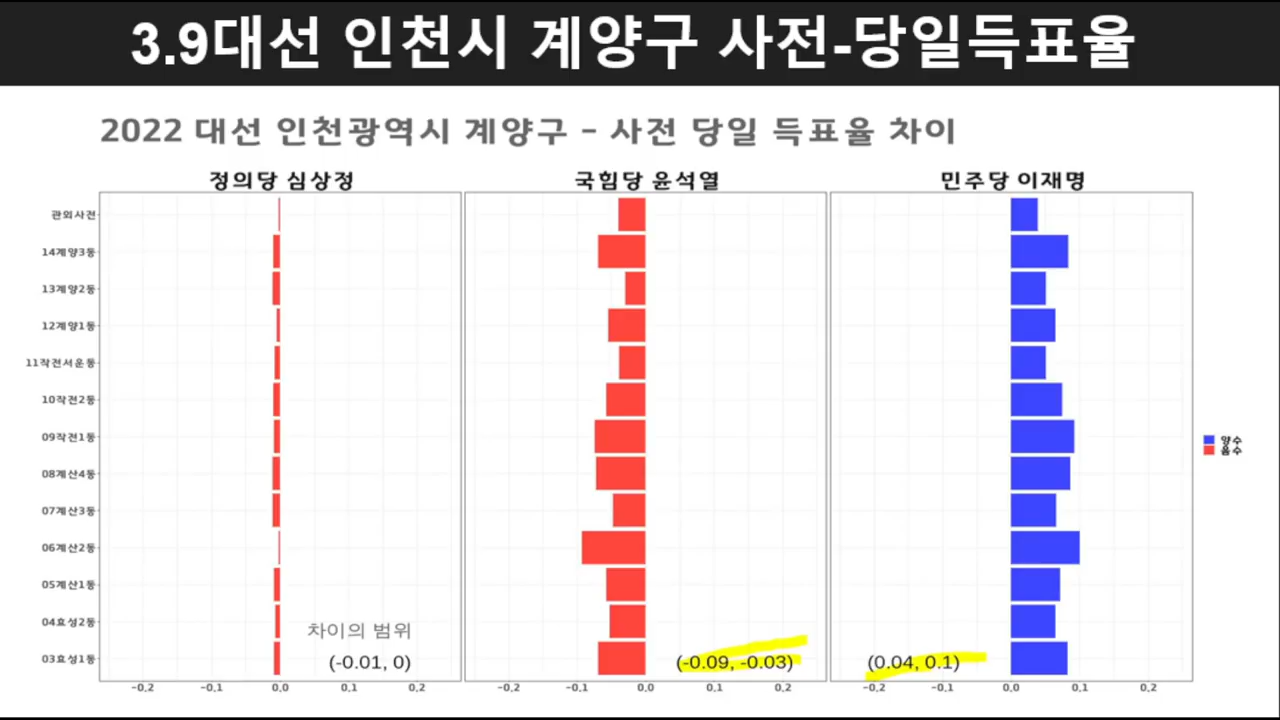 3.9대선 인천시 계양구 사전-당일득표율
2022 대선 인천광역시 계양구 - 사전 당일 득표율 차이
정의당 심상정 국힘당 윤석열 민주당 이재명
관외사전
14계양3동
13계양2동
12계양1동
11작전서운동
10작전2동
09작전1동
08계산4동
07계산3동
06계산2동
05계산1동
04효성2동
03효성1동
양수
음수
차이의 범위
(-0.01, 0) (-0.09, -0.03) (0.04, 0.1)
-0.2 -0.1 0.0 0.1 0.2 -0.2 -0.1 0.0 0.1 0.2 -0.2 -0.1 0.0 0.1 0.2